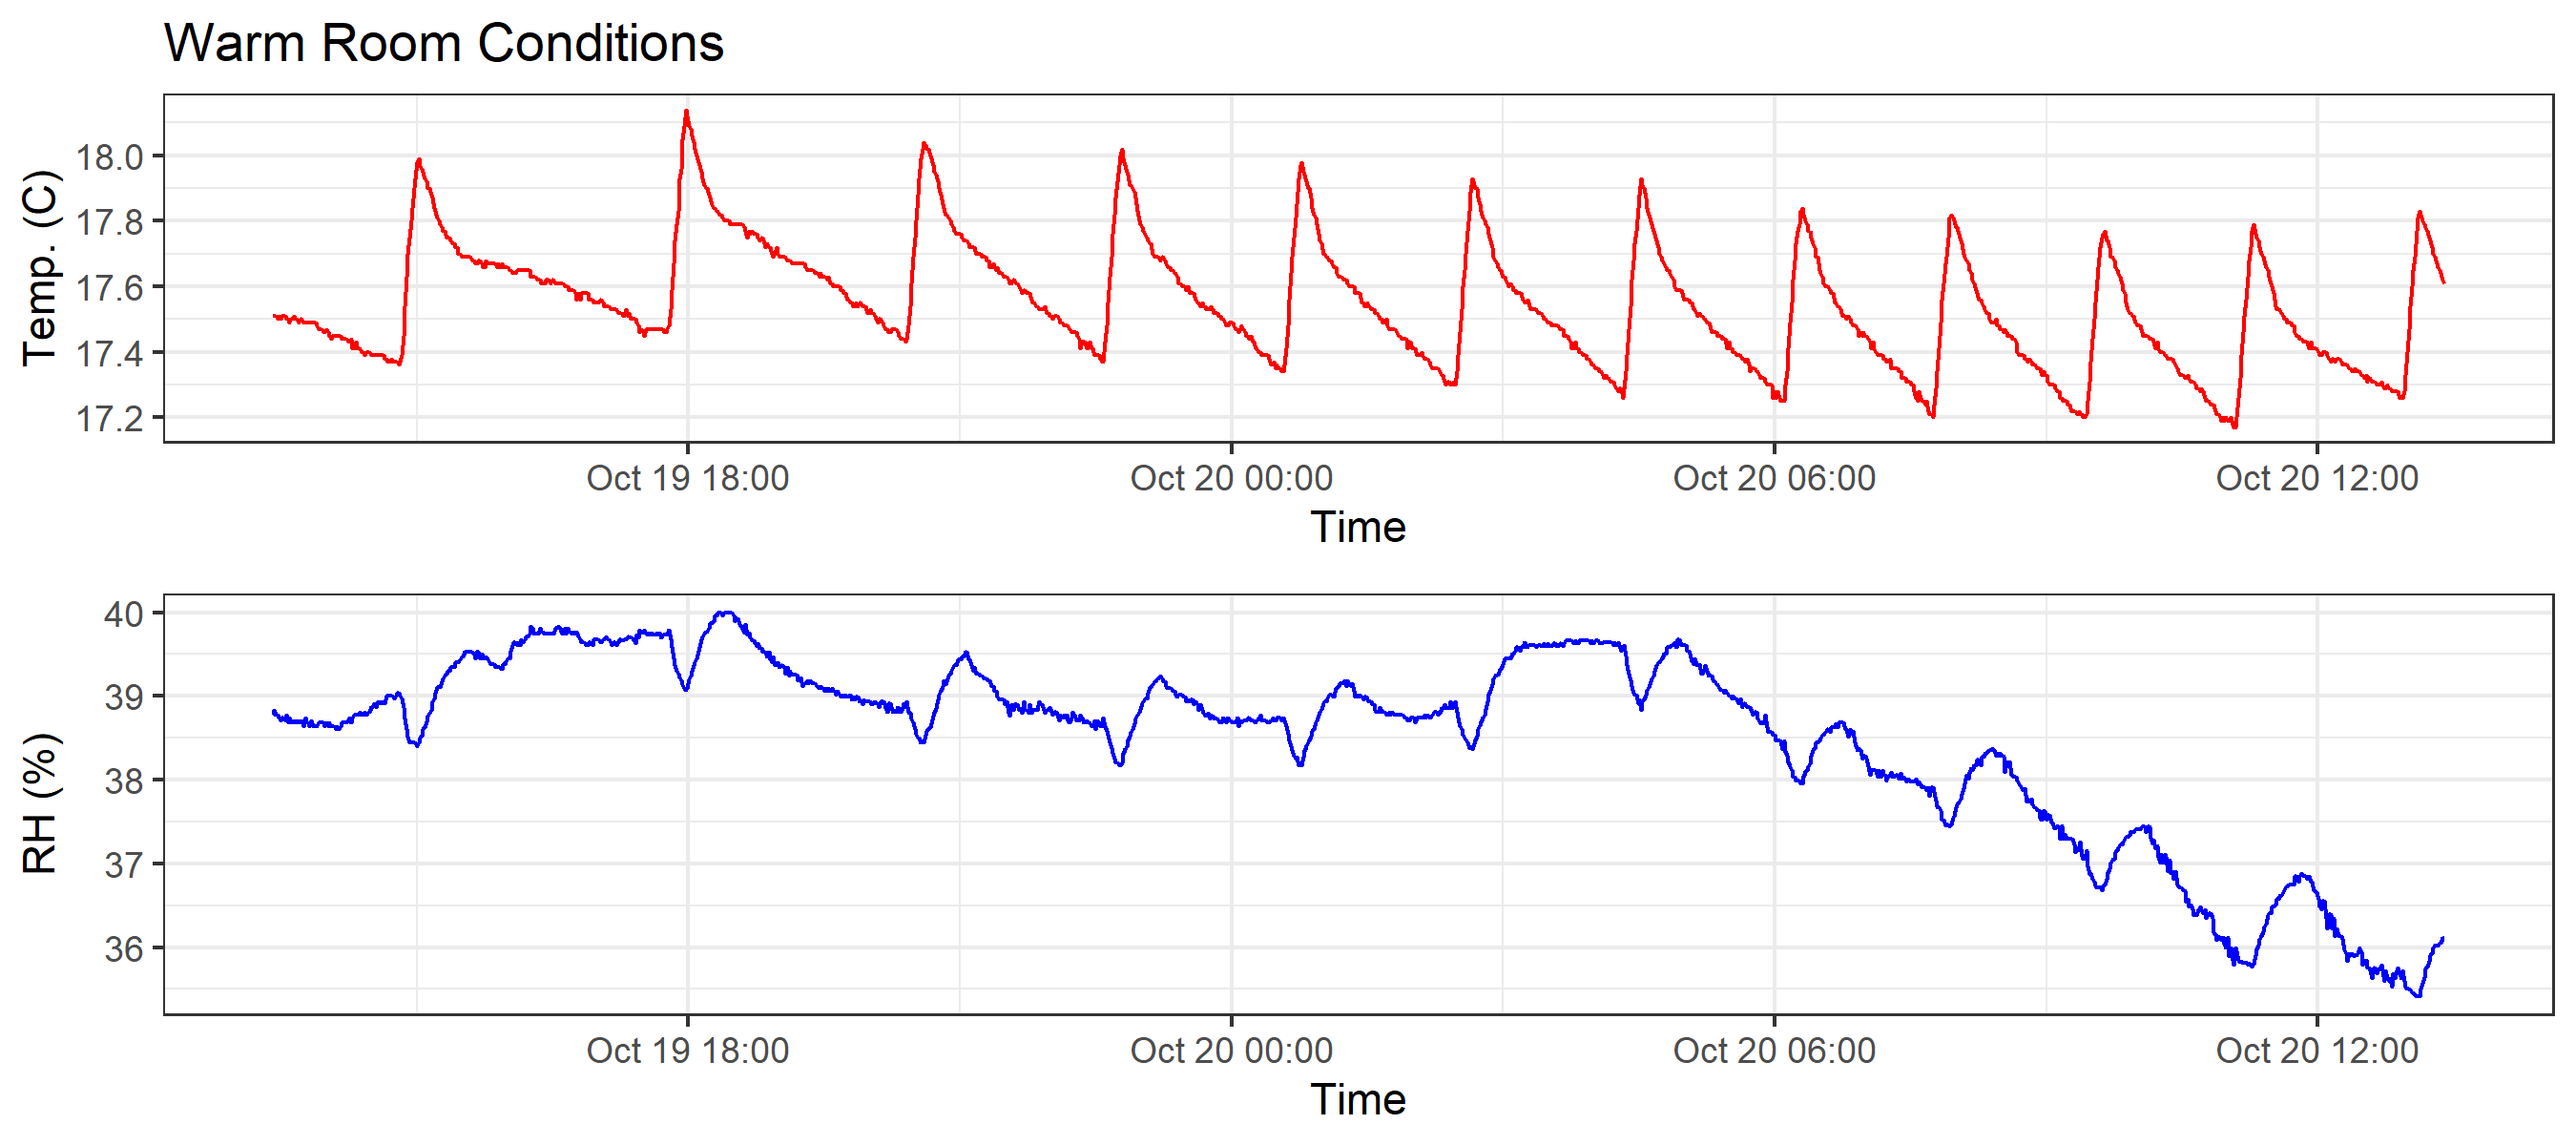 Warm Room Conditions
Temp. (C)
18.0
17.8
17.6
17.4
17.2
Oct 19 18:00 Oct 20 00:00 Oct 20 06:00 Oct 20 12:00
Time
RH (%)
40
39
38
37
36
Oct 19 18:00 Oct 20 00:00 Oct 20 06:00 Oct 20 12:00
Time